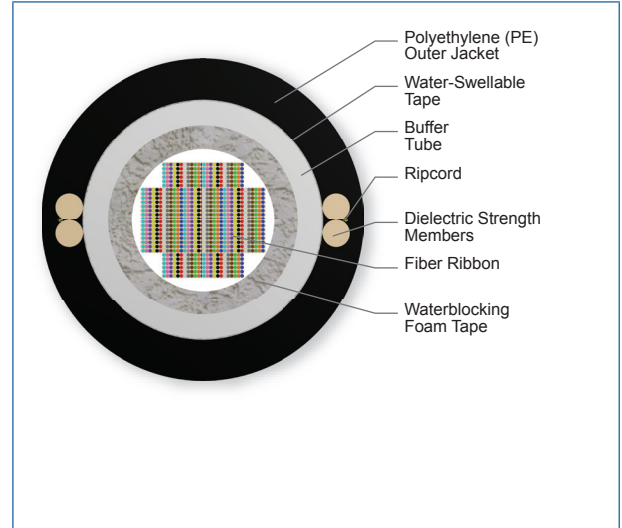 Polyethylene (PE)
Outer Jacket
Water-Swellable
Tape
Buffer
Tube
Ripcord
Dielectric Strength
Members
Fiber Ribbon
Waterblocking
Foam Tape